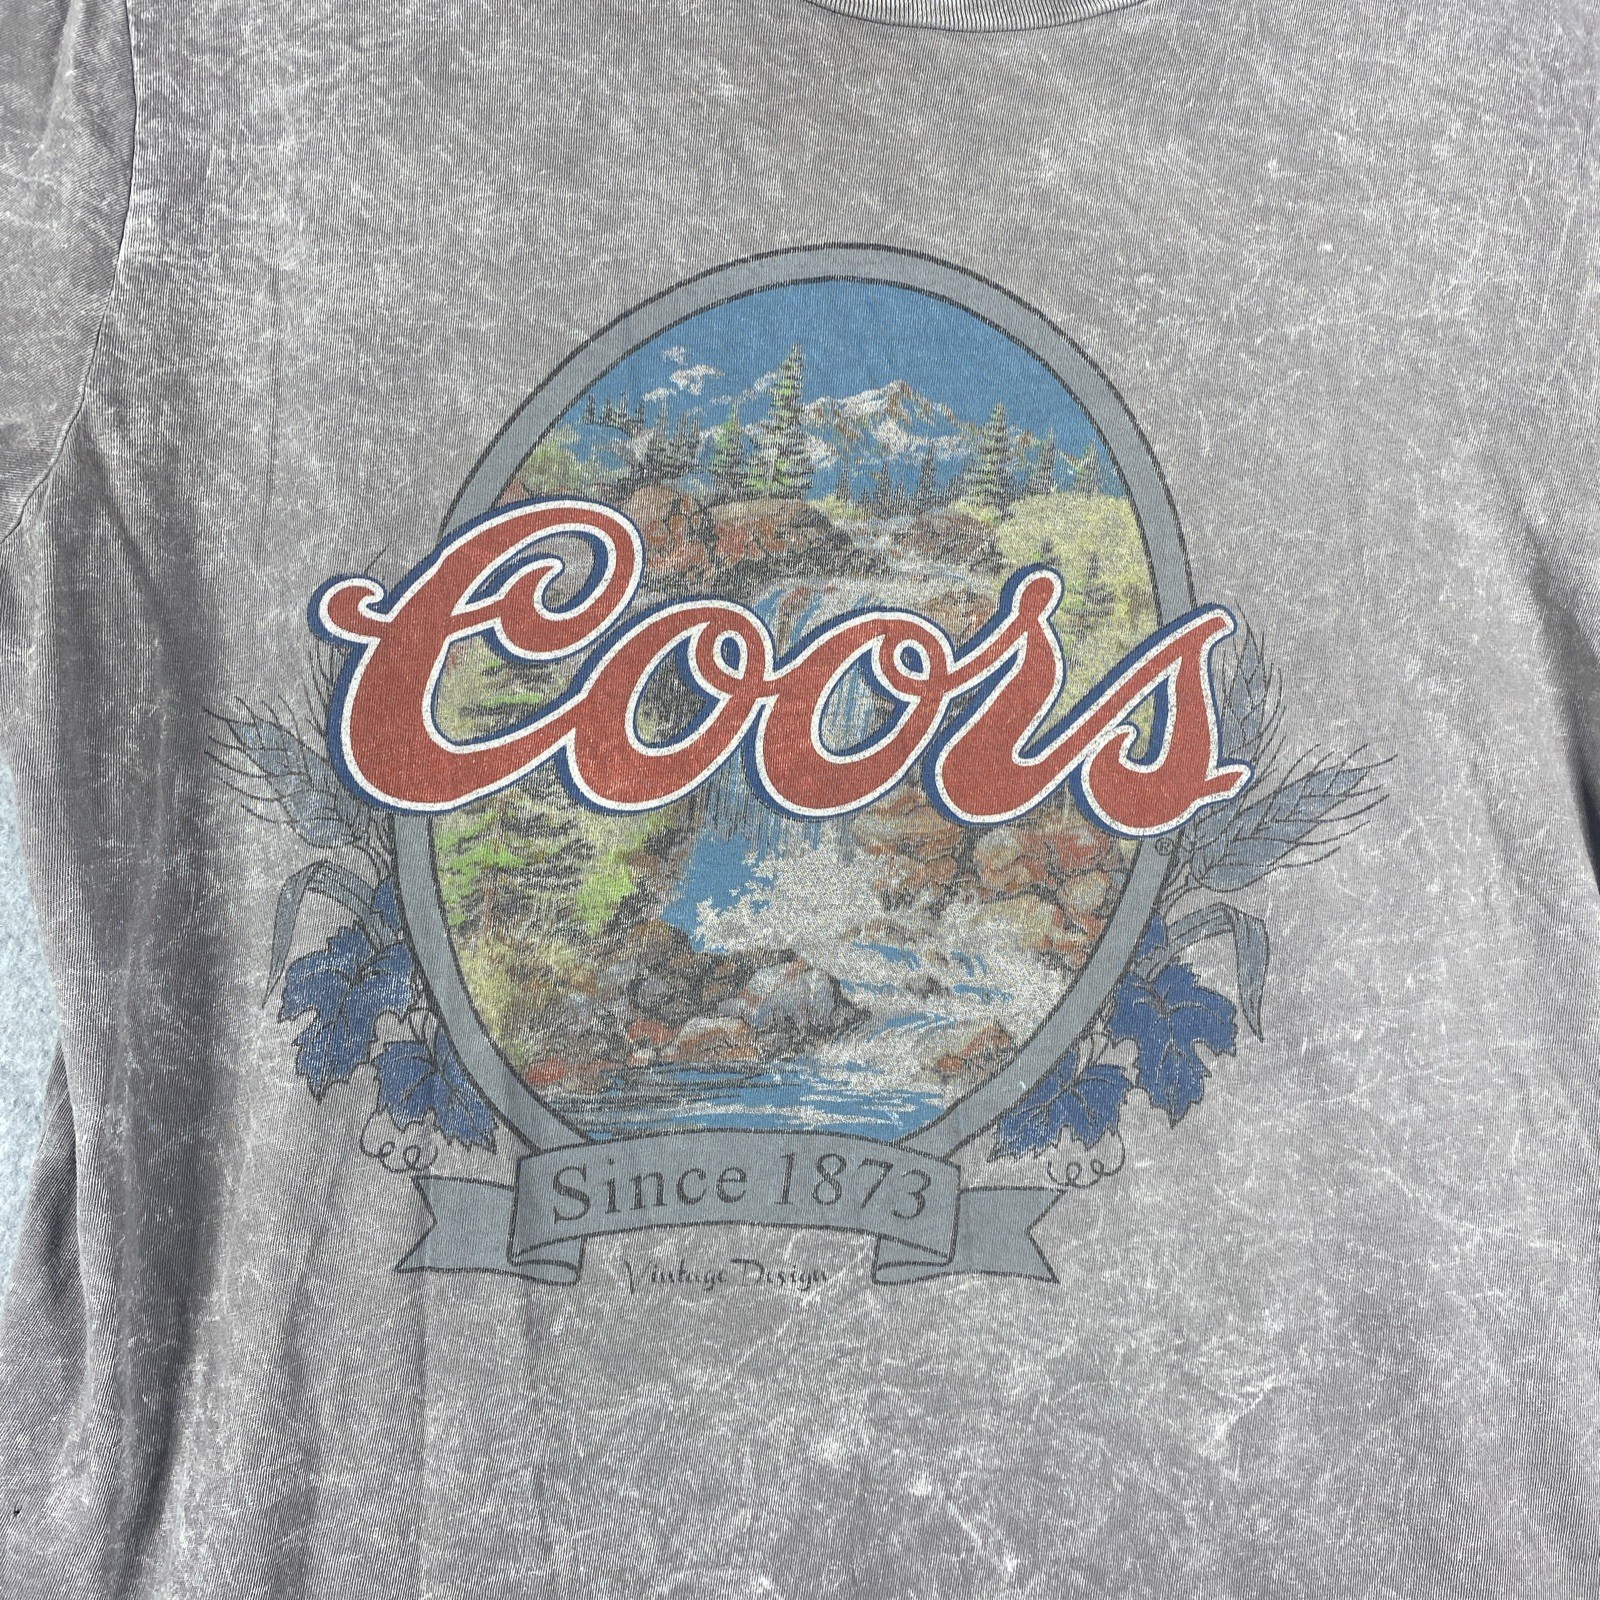 Coors
®
Since 1873
Vintage Design